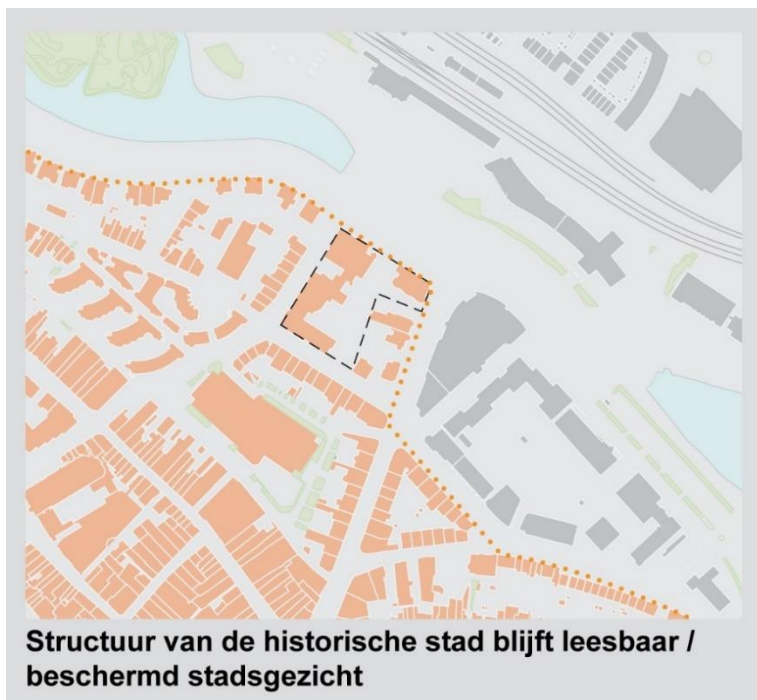 Structuur van de historische stad blijft leesbaar /
beschermd stadsgezicht